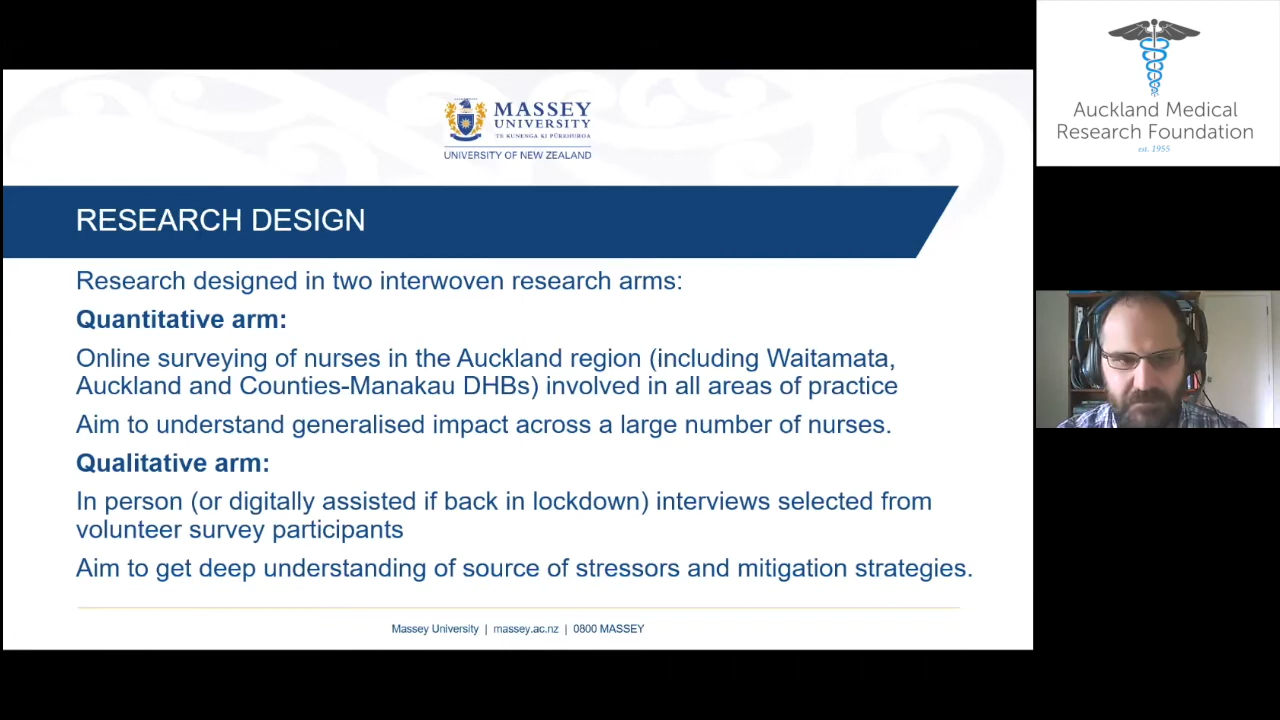 MASSEY
UNIVERSITY
TE KUNENGA KI PŪREHUROA
UNIVERSITY OF NEW ZEALAND
RESEARCH DESIGN
Research designed in two interwoven research arms:
Quantitative arm:
Online surveying of nurses in the Auckland region (including Waitamata,
Auckland and Counties-Manakau DHBs) involved in all areas of practice
Aim to understand generalised impact across a large number of nurses.
Qualitative arm:
In person (or digitally assisted if back in lockdown) interviews selected from
volunteer survey participants
Aim to get deep understanding of source of stressors and mitigation strategies.
Massey University | massey.ac.nz | 0800 MASSEY
Auckland Medical
Research Foundation
est. 1955